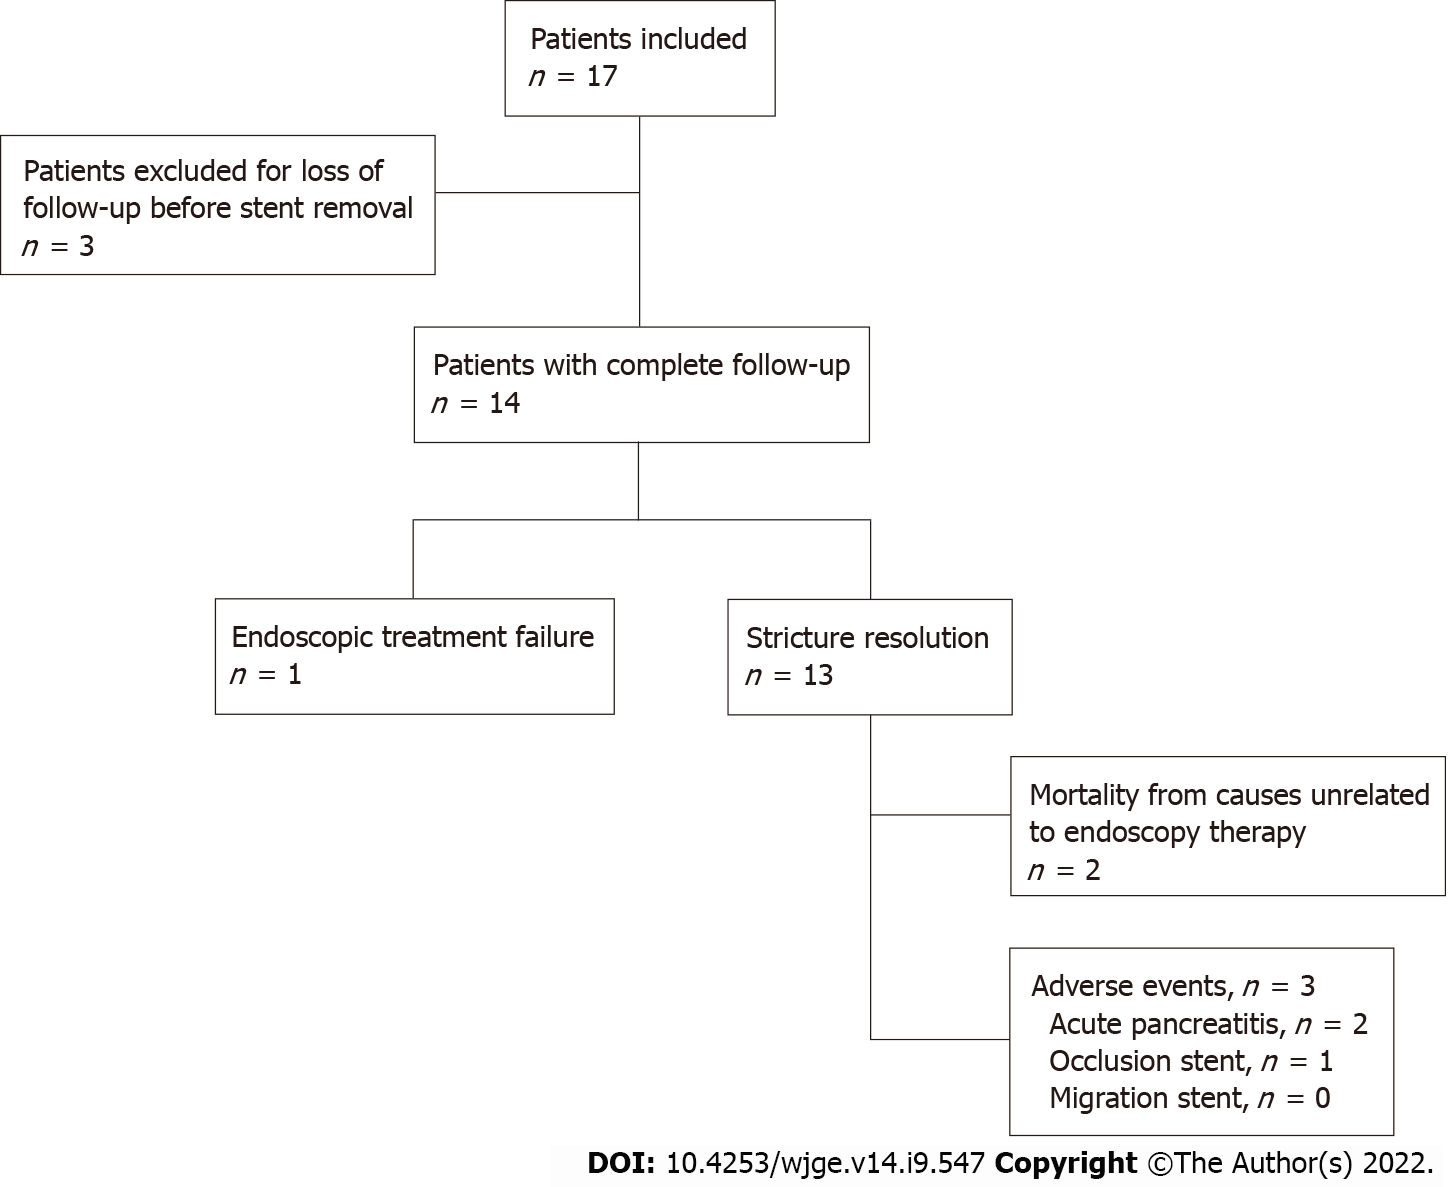 Patients included
n = 17
Patients excluded for loss of
follow-up before stent removal
n = 3
Patients with complete follow-up
n = 14
Endoscopic treatment failure
n = 1
Stricture resolution
n = 13
Mortality from causes unrelated
to endoscopy therapy
n = 2
Adverse events, n = 3
Acute pancreatitis, n = 2
Occlusion stent, n = 1
Migration stent, n = 0
DOI: 10.4253/wjge.v14.i9.547 Copyright ©The Author(s) 2022.